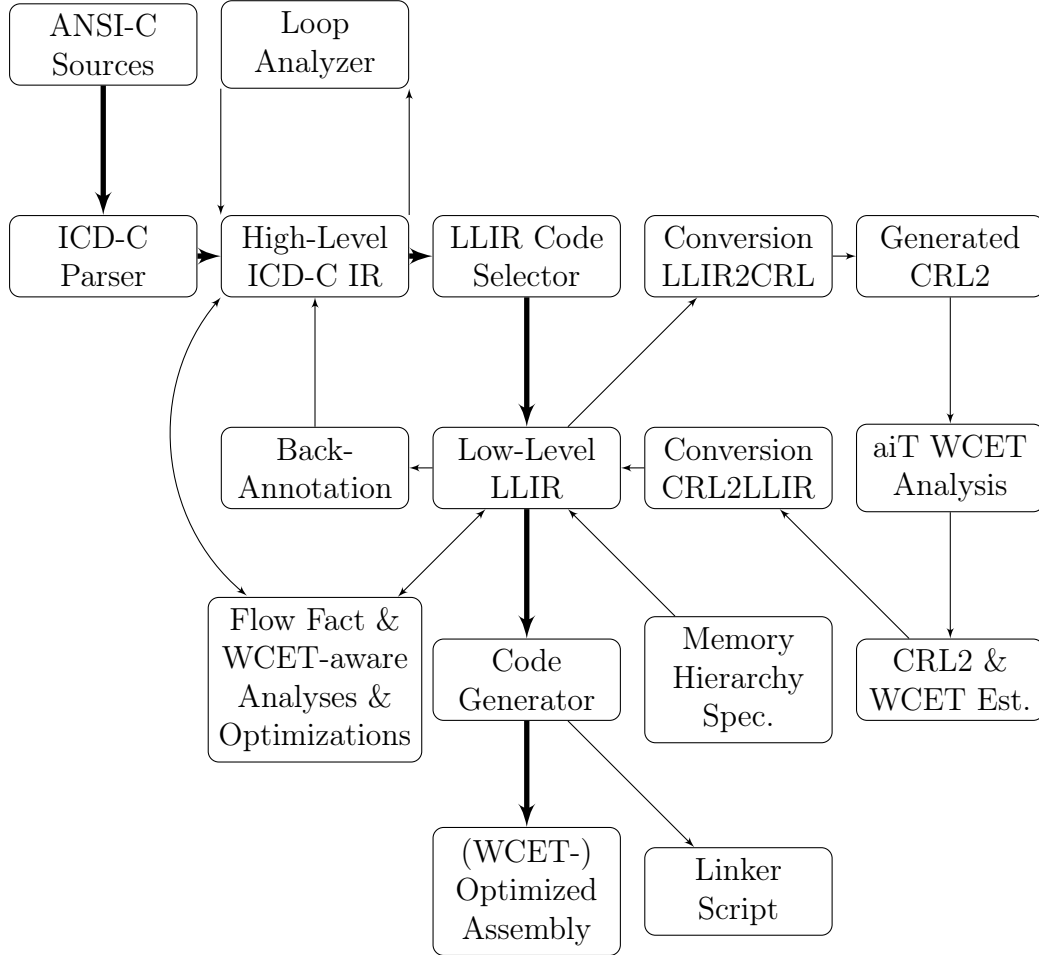 ANSI-C
Sources
Loop
Analyzer
ICD-C
Parser
High-Level
ICD-C IR
LLIR Code
Selector
Conversion
LLIR2CRL
Generated
CRL2
Back-
Annotation
Low-Level
LLIR
Conversion
CRL2LLIR
aiT WCET
Analysis
Flow Fact &
WCET-aware
Analyses &
Optimizations
Code
Generator
Memory
Hierarchy
Spec.
CRL2 &
WCET Est.
(WCET-)
Optimized
Assembly
Linker
Script